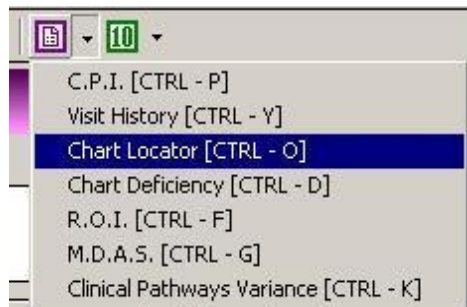 10
C.P.I. [CTRL - P]
Visit History [CTRL - Y]
Chart Locator [CTRL - O]
Chart Deficiency [CTRL - D]
R.O.I. [CTRL - F]
M.D.A.S. [CTRL - G]
Clinical Pathways Variance [CTRL - K]